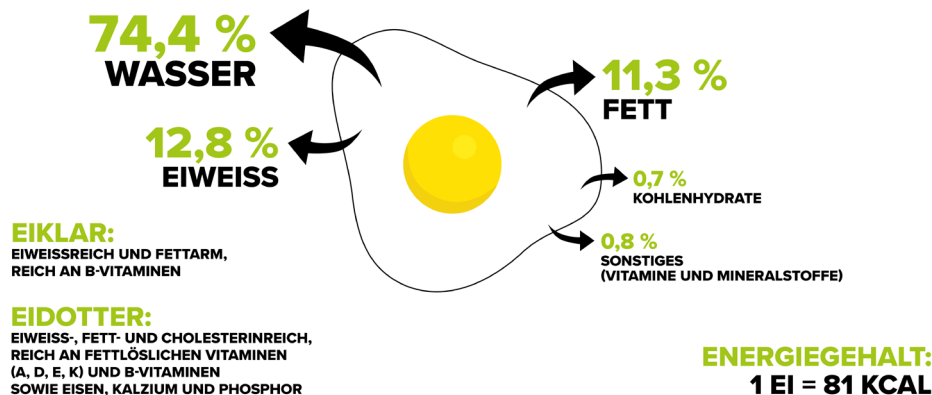 74,4 %
WASSER
11,3 %
FETT
12,8 %
EIWEISS
0,7 %
KOHLENHYDRATE
0,8 %
SONSTIGES
(VITAMINE UND MINERALSTOFFE)
EIKLAR:
EIWEISSREICH UND FETTARM,
REICH AN B-VITAMINEN
EIDOTTER:
EIWEISS-, FETT- UND CHOLESTERINREICH,
REICH AN FETTLÖSLICHEN VITAMINEN
(A, D, E, K) UND B-VITAMINEN
SOWIE EISEN, KALZIUM UND PHOSPHOR
ENERGIEGEHALT:
1 EI = 81 KCAL